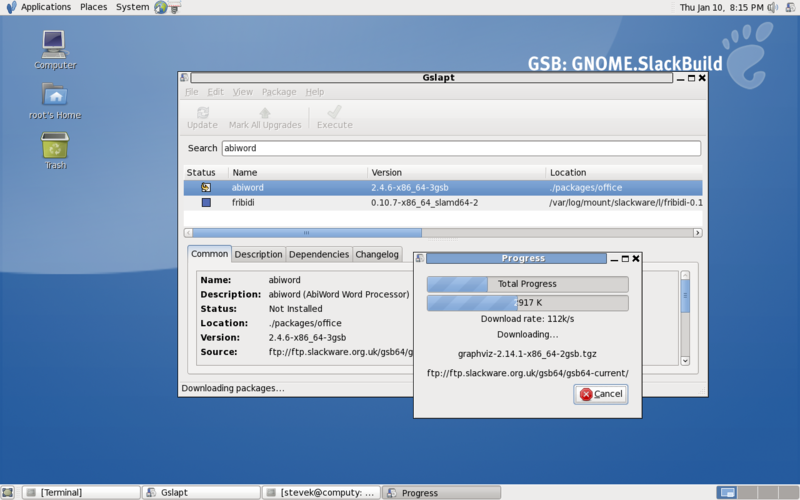 Applications Places System
Thu Jan 10, 8:15 PM
Computer
root's Home
Trash
GSB: GNOME.SlackBuild
Gslapt
File Edit View Package Help
Update Mark All Upgrades Execute
Search abiword
Status Name Version Location
abiword 2.4.6-x86_64-3gsb ./packages/office
fribidi 0.10.7-x86_64_slamd64-2 /var/log/mount/slackware/l/fribidi-0.1
Common Description Dependencies Changelog
Name: abiword
Description: abiword (AbiWord Word Processor)
Status: Not Installed
Location: ./packages/office
Version: 2.4.6-x86_64-3gsb
Source: ftp://ftp.slackware.org.uk/gsb64/g
Downloading packages...
Progress
Total Progress
2917 K
Download rate: 112k/s
Downloading...
graphviz-2.14.1-x86_64-2gsb.tgz
ftp://ftp.slackware.org.uk/gsb64/gsb64-current/
Cancel
[Terminal] Gslapt [stevek@computy: ... Progress